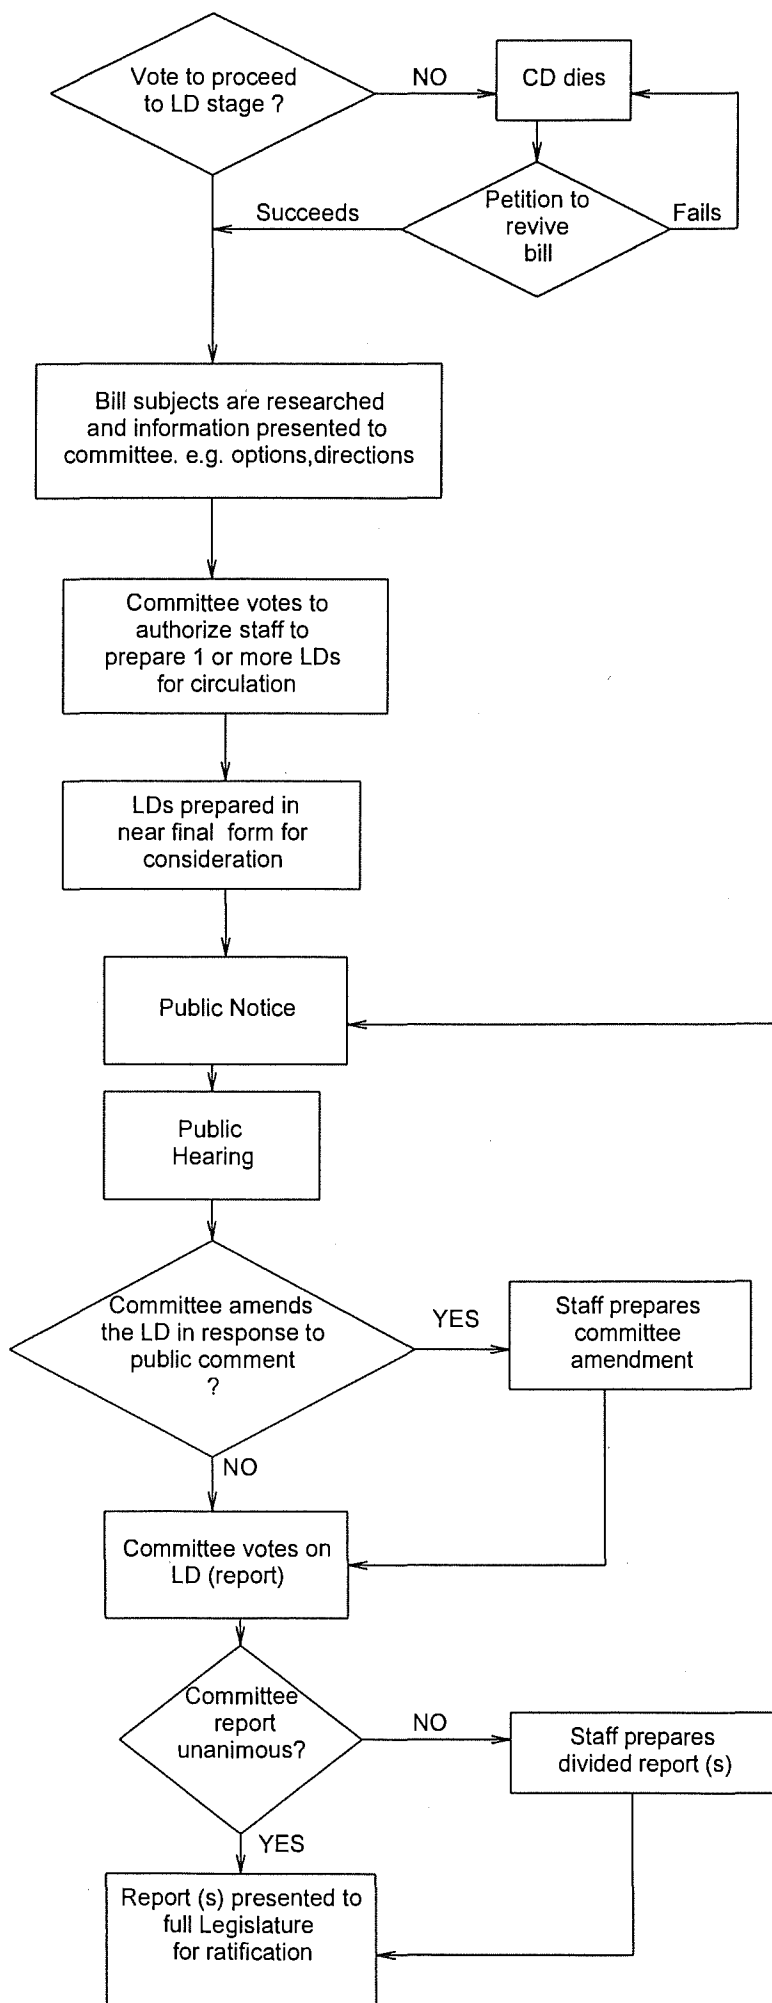 Vote to proceed
to LD stage ?
NO
CD dies
Petition to
revive
bill
Succeeds
Fails
Bill subjects are researched
and information presented to
committee. e.g. options,directions
Committee votes to
authorize staff to
prepare 1 or more LDs
for circulation
LDs prepared in
near final form for
consideration
Public Notice
Public
Hearing
Committee amends
the LD in response to
public comment
?
YES
Staff prepares
committee
amendment
NO
Committee votes on
LD (report)
Committee
report
unanimous?
NO
Staff prepares
divided report (s)
YES
Report (s) presented to
full Legislature
for ratification